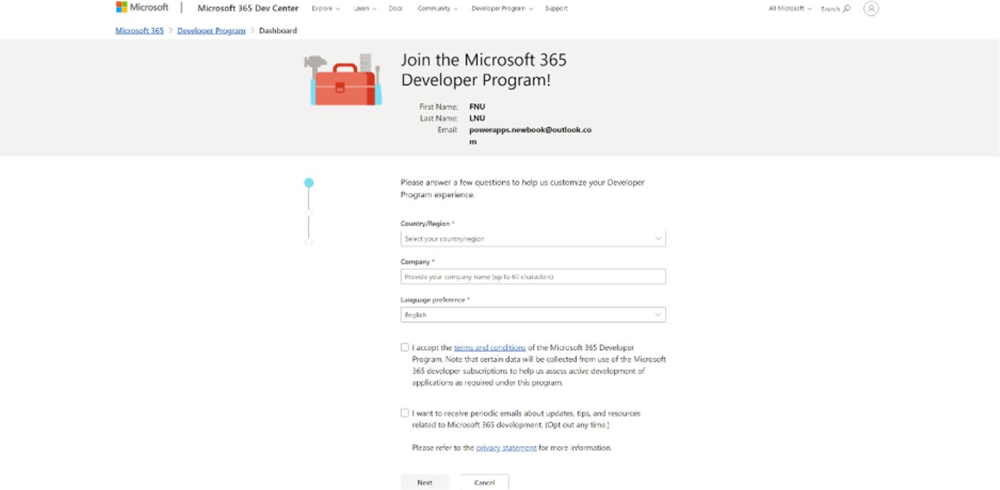 Microsoft | Microsoft 365 Dev Center Explore Learn Docs Community Developer Program Support All Microsoft Search
Microsoft 365 > Developer Program > Dashboard
Join the Microsoft 365
Developer Program!
First Name: FNU
Last Name: LNU
Email: powerapps.newbook@outlook.co
m
Please answer a few questions to help us customize your Developer
Program experience.
Country/Region *
Select your country/region
Company *
Provide your company name (up to 60 characters)
Language preference *
English
I accept the terms and conditions of the Microsoft 365 Developer
Program. Note that certain data will be collected from use of the Microsoft
365 developer subscriptions to help us assess active development of
applications as required under this program.
I want to receive periodic emails about updates, tips, and resources
related to Microsoft 365 development. (Opt out any time.)
Please refer to the privacy statement for more information.
Next Cancel